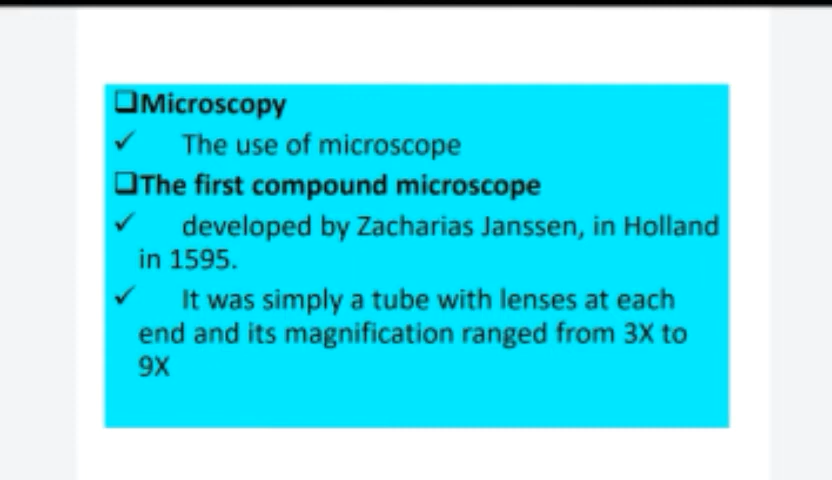 ❑Microscopy
✓ The use of microscope
❑The first compound microscope
✓ developed by Zacharias Janssen, in Holland
in 1595.
✓ It was simply a tube with lenses at each
end and its magnification ranged from 3X to
9X